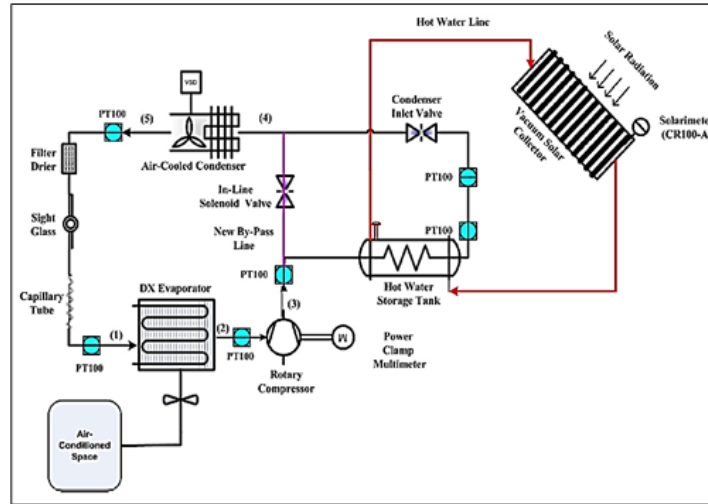 Hot Water Line
Solar Radiation
VSD
Vacuum Solar
Collector
Solarimeter
(CR100-A
PT100
(5)
(4)
Condenser
Inlet Valve
Filter
Drier
Air-Cooled Condenser
PT100
In-Line
Solenoid Valve
Sight
Glass
New By-Pass
Line
PT100
PT100
Capillary
Tube
DX Evaporator
(3)
Hot Water
Storage Tank
(1)
(2)
PT100
PT100
M
Power
Clamp
Multimeter
Rotary
Compressor
Air-
Conditioned
Space